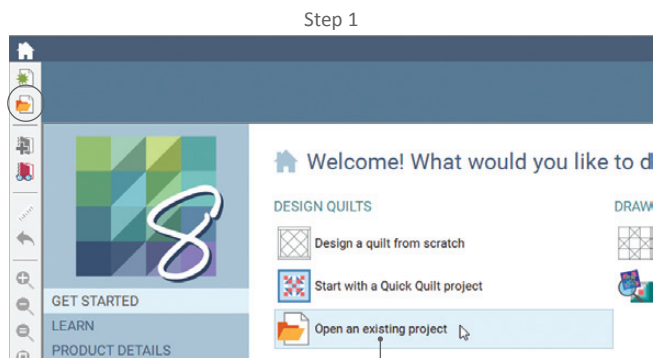 Step 1
Welcome! What would you like to d
DESIGN QUILTS
DRAW
Design a quilt from scratch
Start with a Quick Quilt project
Open an existing project
8
GET STARTED
LEARN
PRODUCT DETAILS